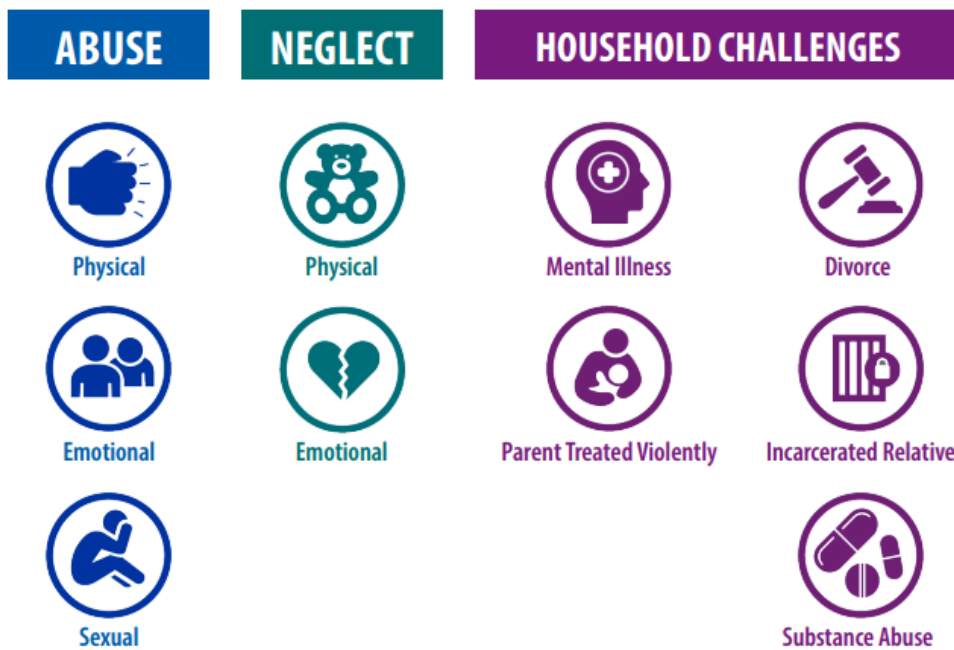 ABUSE
NEGLECT
HOUSEHOLD CHALLENGES
Physical
Physical
Mental Illness
Divorce
Emotional
Emotional
Parent Treated Violently
Incarcerated Relative
Sexual
Substance Abuse